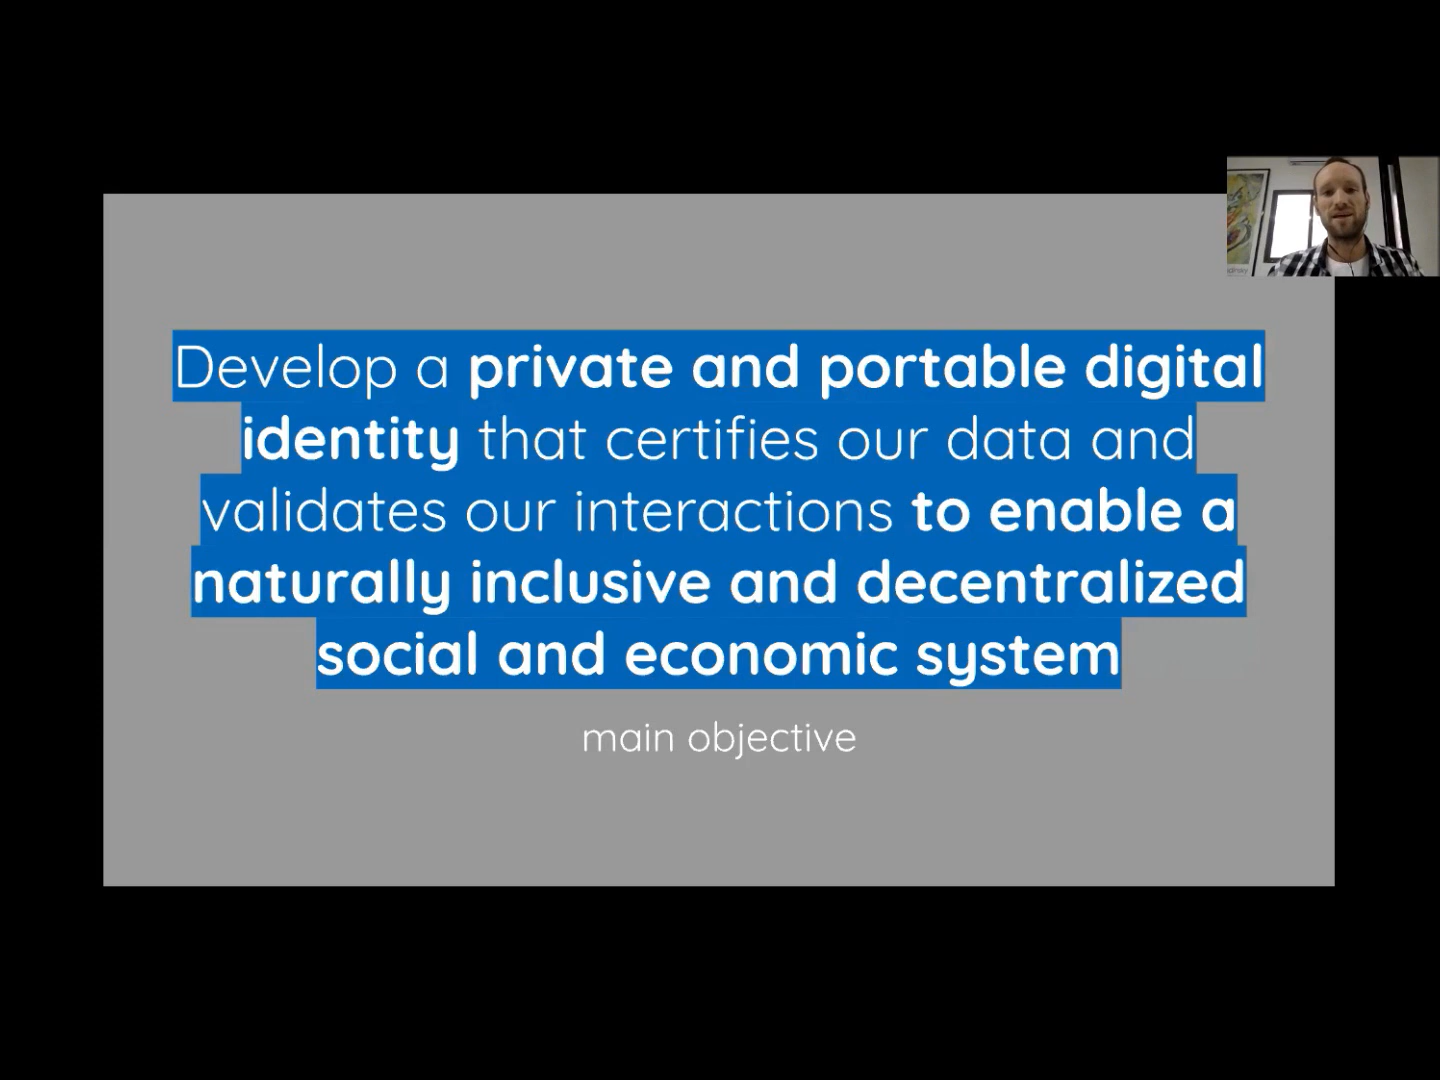 Develop a private and portable digital
identity that certifies our data and
validates our interactions to enable a
naturally inclusive and decentralized
social and economic system
main objective